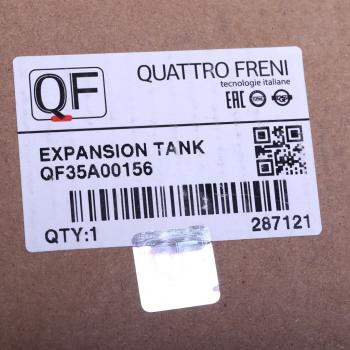 QF
QUATTRO FRENI
tecnologie italiane
EAC
EXPANSION TANK
QF35A00156
QTY:1
287121